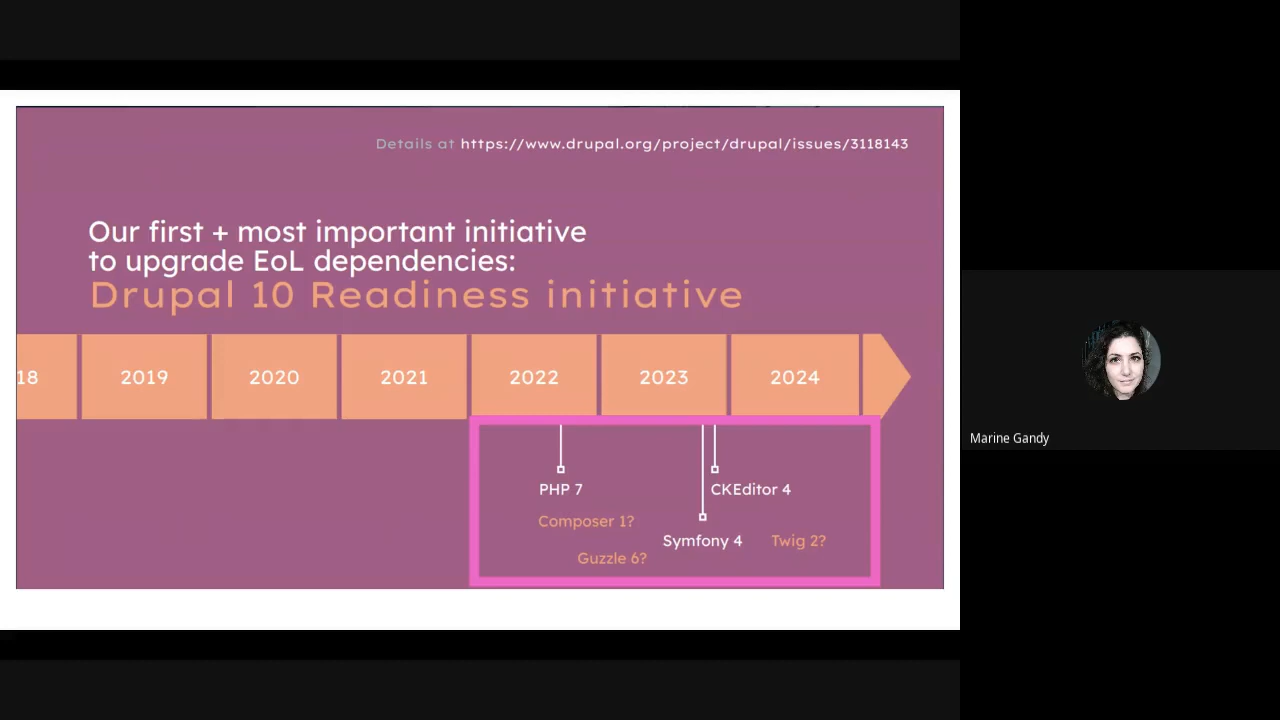 Details at https://www.drupal.org/project/drupal/issues/3118143
Our first + most important initiative
to upgrade EoL dependencies:
Drupal 10 Readiness initiative
18 2019 2020 2021 2022 2023 2024
PHP 7 CKEditor 4
Composer 1?
Symfony 4 Twig 2?
Guzzle 6?
Marine Gandy